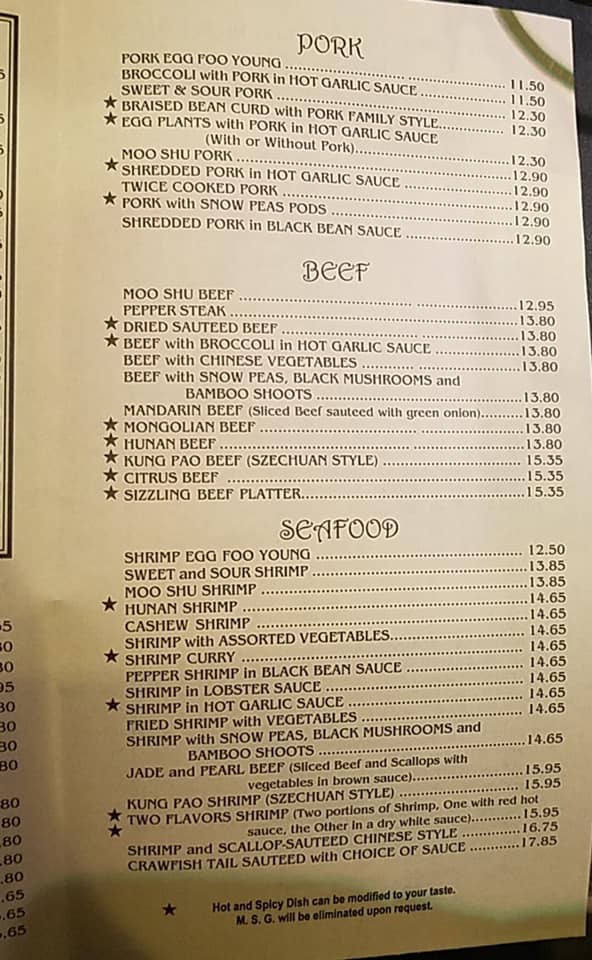 PORK
PORK EGG FOO YOUNG ........ 11.50
BROCCOLI with PORK in HOT GARLIC SAUCE ........ 11.50
SWEET & SOUR PORK ........ 12.30
★ BRAISED BEAN CURD with PORK FAMILY STYLE ........ 12.30
★ EGG PLANTS with PORK in HOT GARLIC SAUCE
(With or Without Pork) ........ 12.30
MOO SHU PORK ........ 12.90
★ SHREDDED PORK in HOT GARLIC SAUCE ........ 12.90
TWICE COOKED PORK ........ 12.90
★ PORK with SNOW PEAS PODS ........ 12.90
SHREDDED PORK in BLACK BEAN SAUCE ........ 12.90
BEEF
MOO SHU BEEF ........ 12.95
PEPPER STEAK ........ 13.80
★ DRIED SAUTEED BEEF ........ 13.80
★ BEEF with BROCCOLI in HOT GARLIC SAUCE ........ 13.80
BEEF with CHINESE VEGETABLES ........ 13.80
BEEF with SNOW PEAS, BLACK MUSHROOMS and
BAMBOO SHOOTS ........ 13.80
MANDARIN BEEF (Sliced Beef sauteed with green onion) ........ 13.80
★ MONGOLIAN BEEF ........ 13.80
★ HUNAN BEEF ........ 13.80
★ KUNG PAO BEEF (SZECHUAN STYLE) ........ 15.35
★ CITRUS BEEF ........ 15.35
★ SIZZLING BEEF PLATTER ........ 15.35
SEAFOOD
SHRIMP EGG FOO YOUNG ........ 12.50
SWEET and SOUR SHRIMP ........ 13.85
MOO SHU SHRIMP ........ 13.85
★ HUNAN SHRIMP ........ 14.65
CASHEW SHRIMP ........ 14.65
SHRIMP with ASSORTED VEGETABLES ........ 14.65
★ SHRIMP CURRY ........ 14.65
PEPPER SHRIMP in BLACK BEAN SAUCE ........ 14.65
SHRIMP in LOBSTER SAUCE ........ 14.65
★ SHRIMP in HOT GARLIC SAUCE ........ 14.65
FRIED SHRIMP with VEGETABLES ........ 14.65
SHRIMP with SNOW PEAS, BLACK MUSHROOMS and
BAMBOO SHOOTS ........ 14.65
JADE and PEARL BEEF (Sliced Beef and Scallops with
vegetables in brown sauce) ........ 15.95
KUNG PAO SHRIMP (SZECHUAN STYLE) ........ 15.95
★ TWO FLAVORS SHRIMP (Two portions of Shrimp, One with red hot
★ sauce, the Other in a dry white sauce) ........ 15.95
SHRIMP and SCALLOP-SAUTEED CHINESE STYLE ........ 16.75
CRAWFISH TAIL SAUTEED with CHOICE OF SAUCE ........ 17.85
★ Hot and Spicy Dish can be modified to your taste.
M. S. G. will be eliminated upon request.